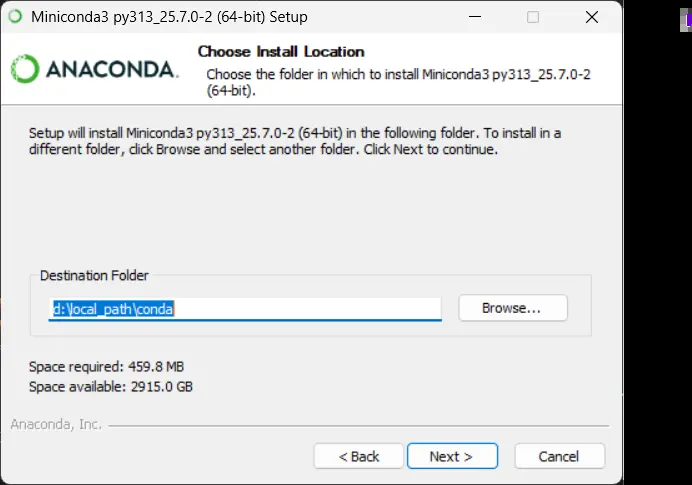 Miniconda3 py313_25.7.0-2 (64-bit) Setup
ANACONDA.
Choose Install Location
Choose the folder in which to install Miniconda3 py313_25.7.0-2
(64-bit).
Setup will install Miniconda3 py313_25.7.0-2 (64-bit) in the following folder. To install in a
different folder, click Browse and select another folder. Click Next to continue.
Destination Folder
d:\local_path\conda
Browse...
Space required: 459.8 MB
Space available: 2915.0 GB
Anaconda, Inc.
< Back
Next >
Cancel